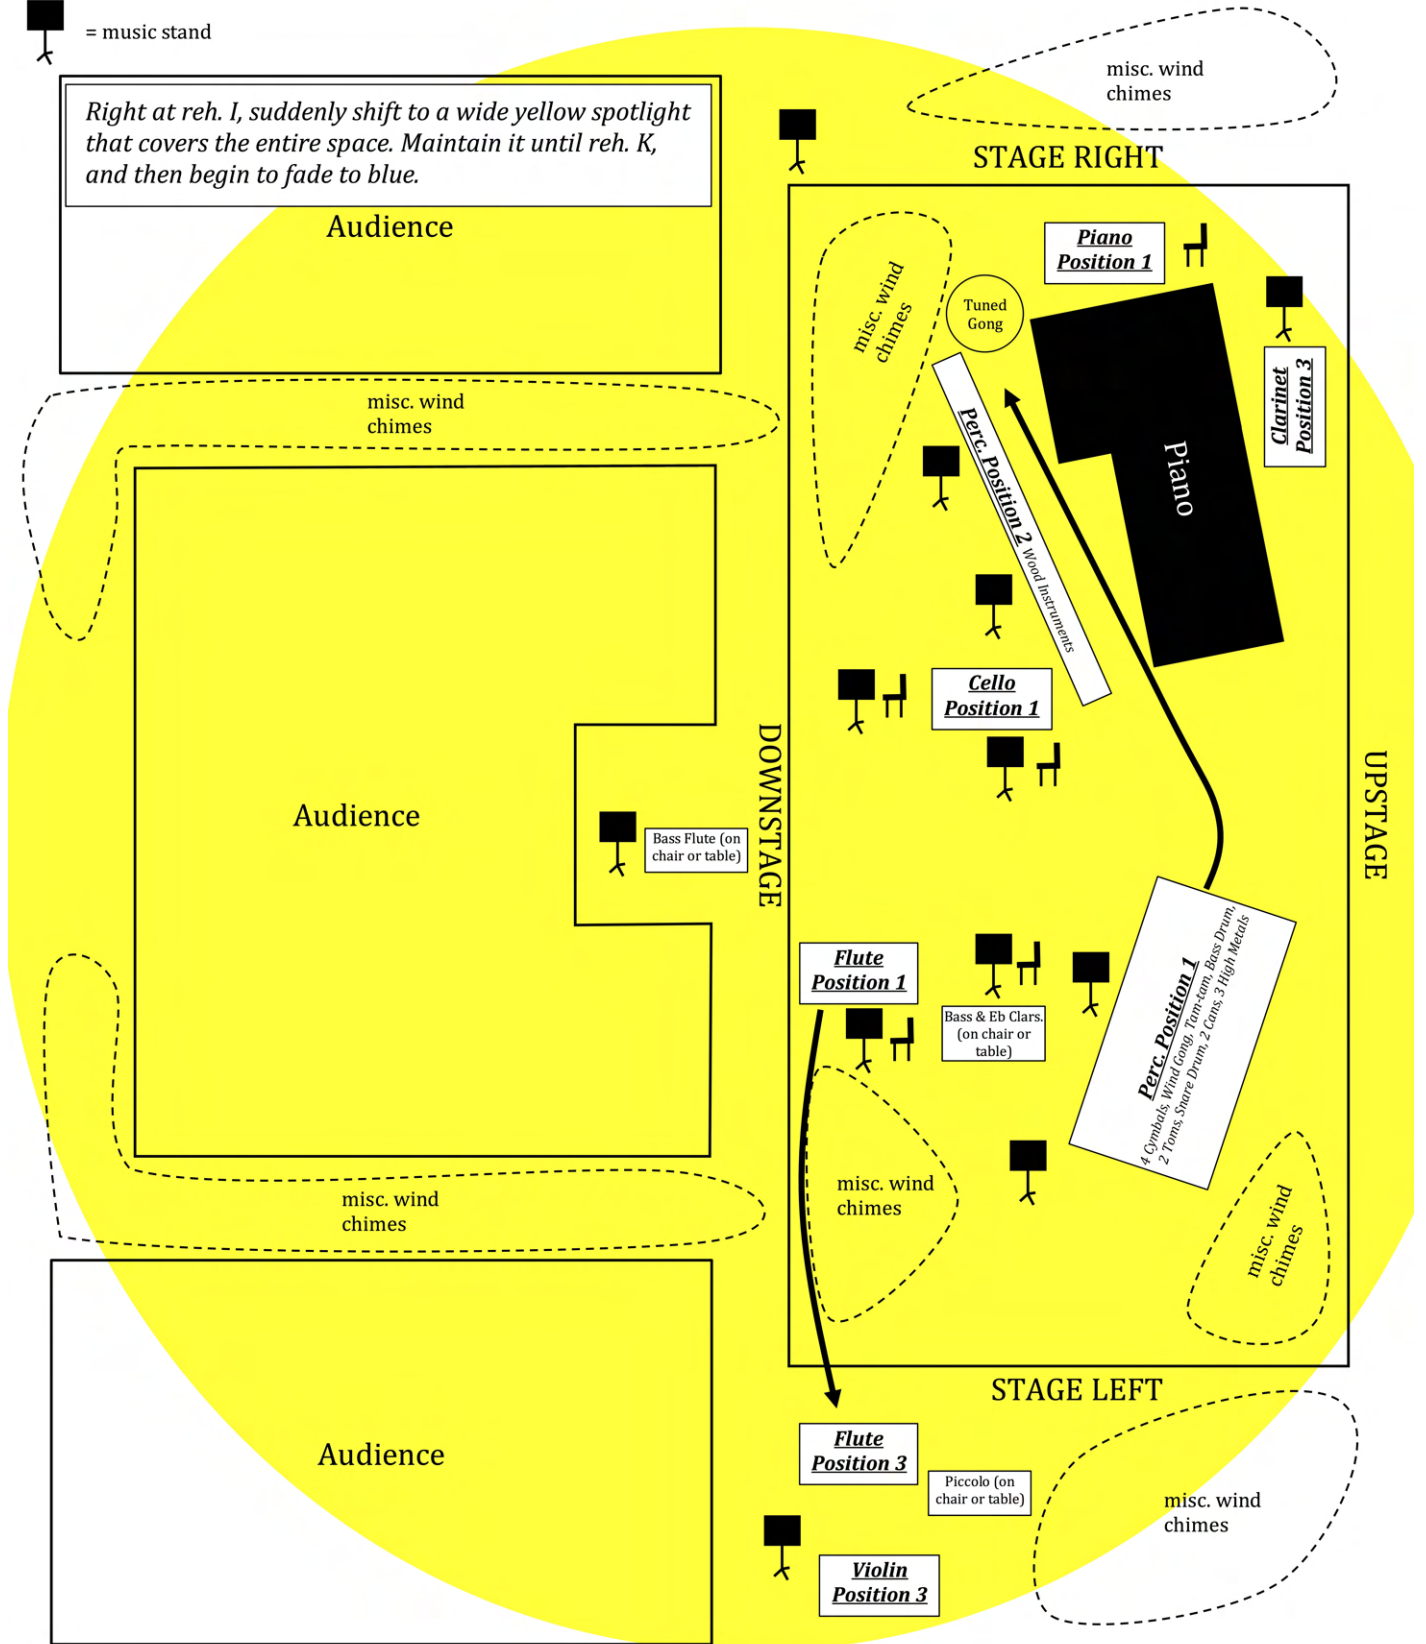 = music stand
Right at reh. I, suddenly shift to a wide yellow spotlight
that covers the entire space. Maintain it until reh. K,
and then begin to fade to blue.
Audience
misc. wind
chimes
STAGE RIGHT
Piano
Position 1
misc. wind
chimes
Tuned
Gong
Clarinet
Position 3
Piano
Perc. Position 2 Wood Instruments
misc. wind
chimes
Cello
Position 1
DOWNSTAGE
UPSTAGE
Audience
Bass Flute (on
chair or table)
Flute
Position 1
Bass & Eb Clars.
(on chair or
table)
Perc. Position 1
4 Cymbals, Wind Gong, Tam-tam, Bass Drum,
2 Toms, Snare Drum, 2 Cans, 3 High Metals
misc. wind
chimes
misc. wind
chimes
misc. wind
chimes
STAGE LEFT
Audience
Flute
Position 3
Piccolo (on
chair or table)
misc. wind
chimes
Violin
Position 3